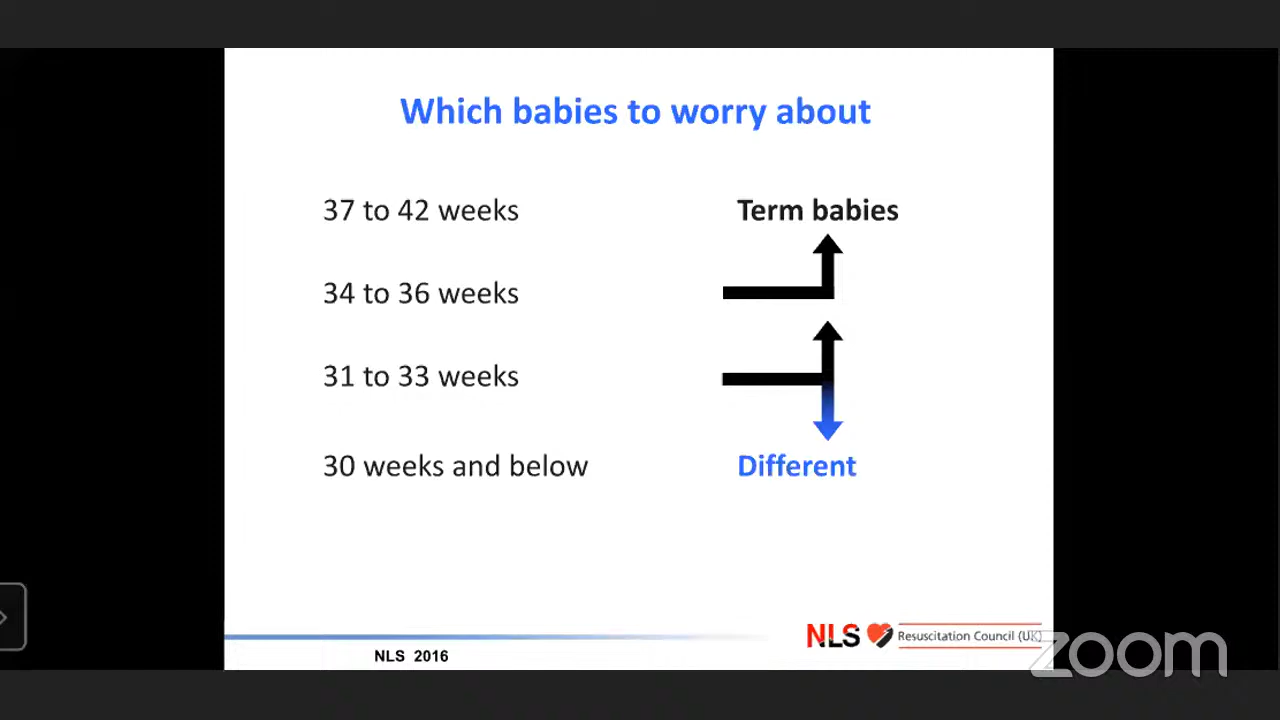 Which babies to worry about
37 to 42 weeks Term babies
34 to 36 weeks
31 to 33 weeks
30 weeks and below Different
NLS Resuscitation Council (UK)
NLS 2016
zoom